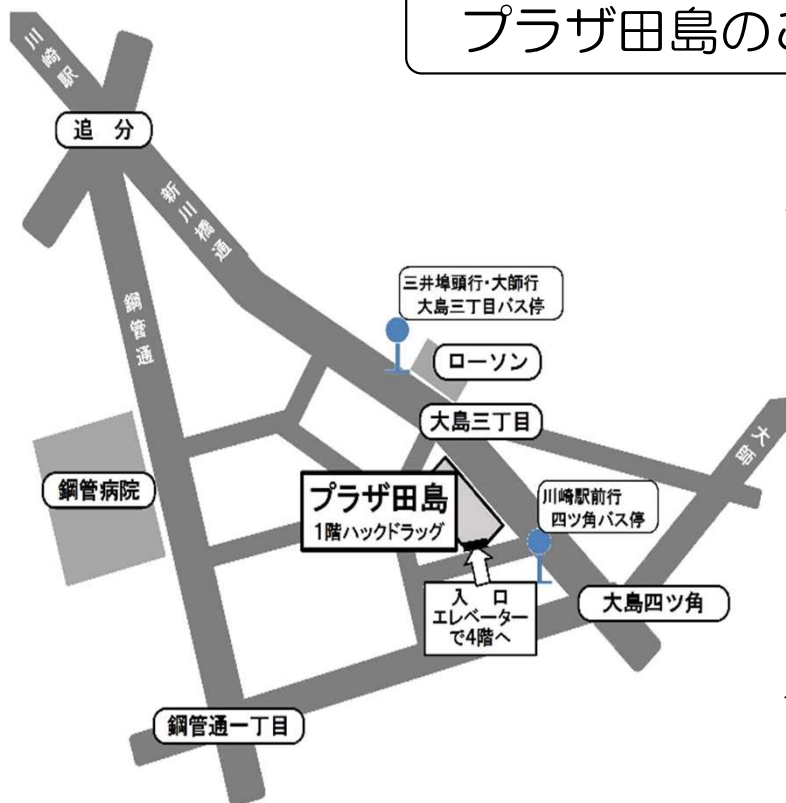 プラザ田島の
川崎駅
追 分
新川橋通
三井埠頭行・大師行
大島三丁目バス停
鋼管通
ローソン
大島三丁目
大師
鋼管病院
プラザ田島
1階ハックドラッグ
川崎駅前行
四ツ角バス停
入 口
エレベーター
で4階へ
大島四ツ角
鋼管通一丁目